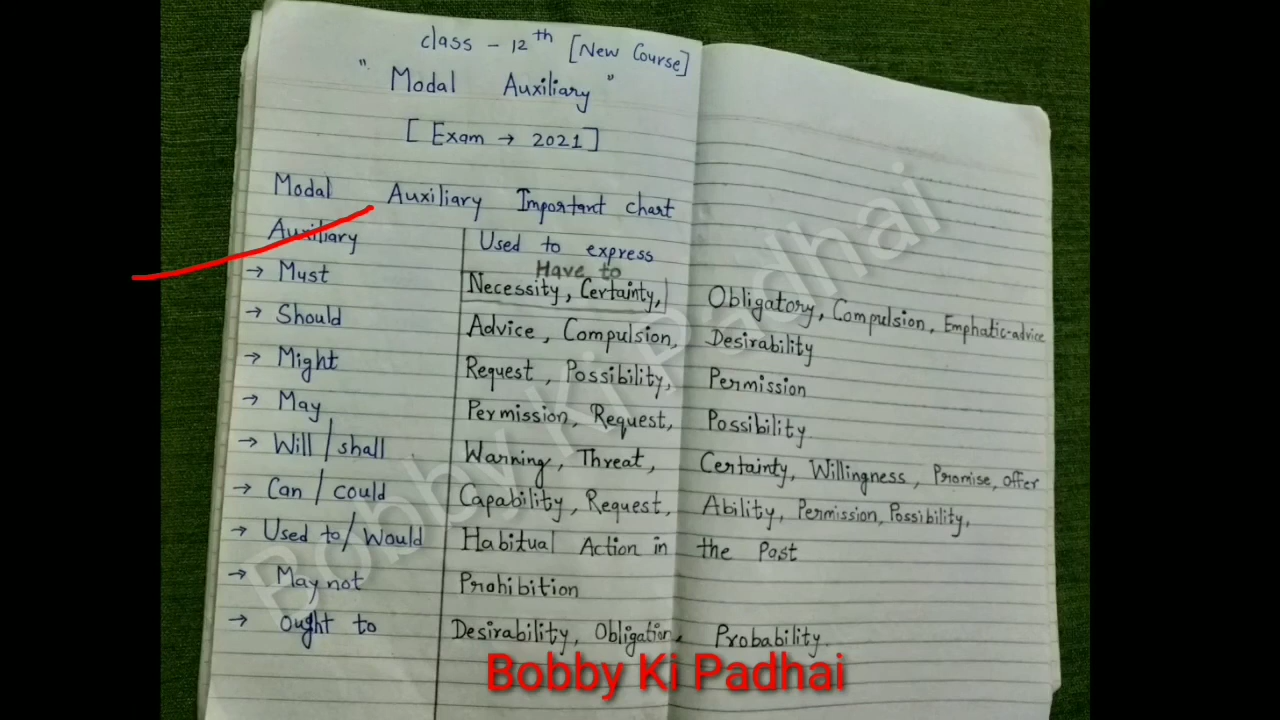 class - 12th [New Course]
" Modal Auxiliary "
[ Exam → 2021 ]
Modal Auxiliary Important chart
Auxiliary Used to express
Have to
→ Must Necessity, Certainty, Obligatory, Compulsion, Emphatic-advice
→ Should Advice, Compulsion, Desirability
→ Might Request, Possibility, Permission
→ May Permission, Request, Possibility.
→ Will / shall Warning, Threat, Certainty, Willingness, Promise, offer
→ Can / could Capability, Request, Ability, Permission, Possibility,
→ Used to / Would Habitual Action in the Past
→ May not Prohibition
→ ought to Desirability, Obligation, Probability.
Bobby Ki Padhai
Bobby Ki Padhai